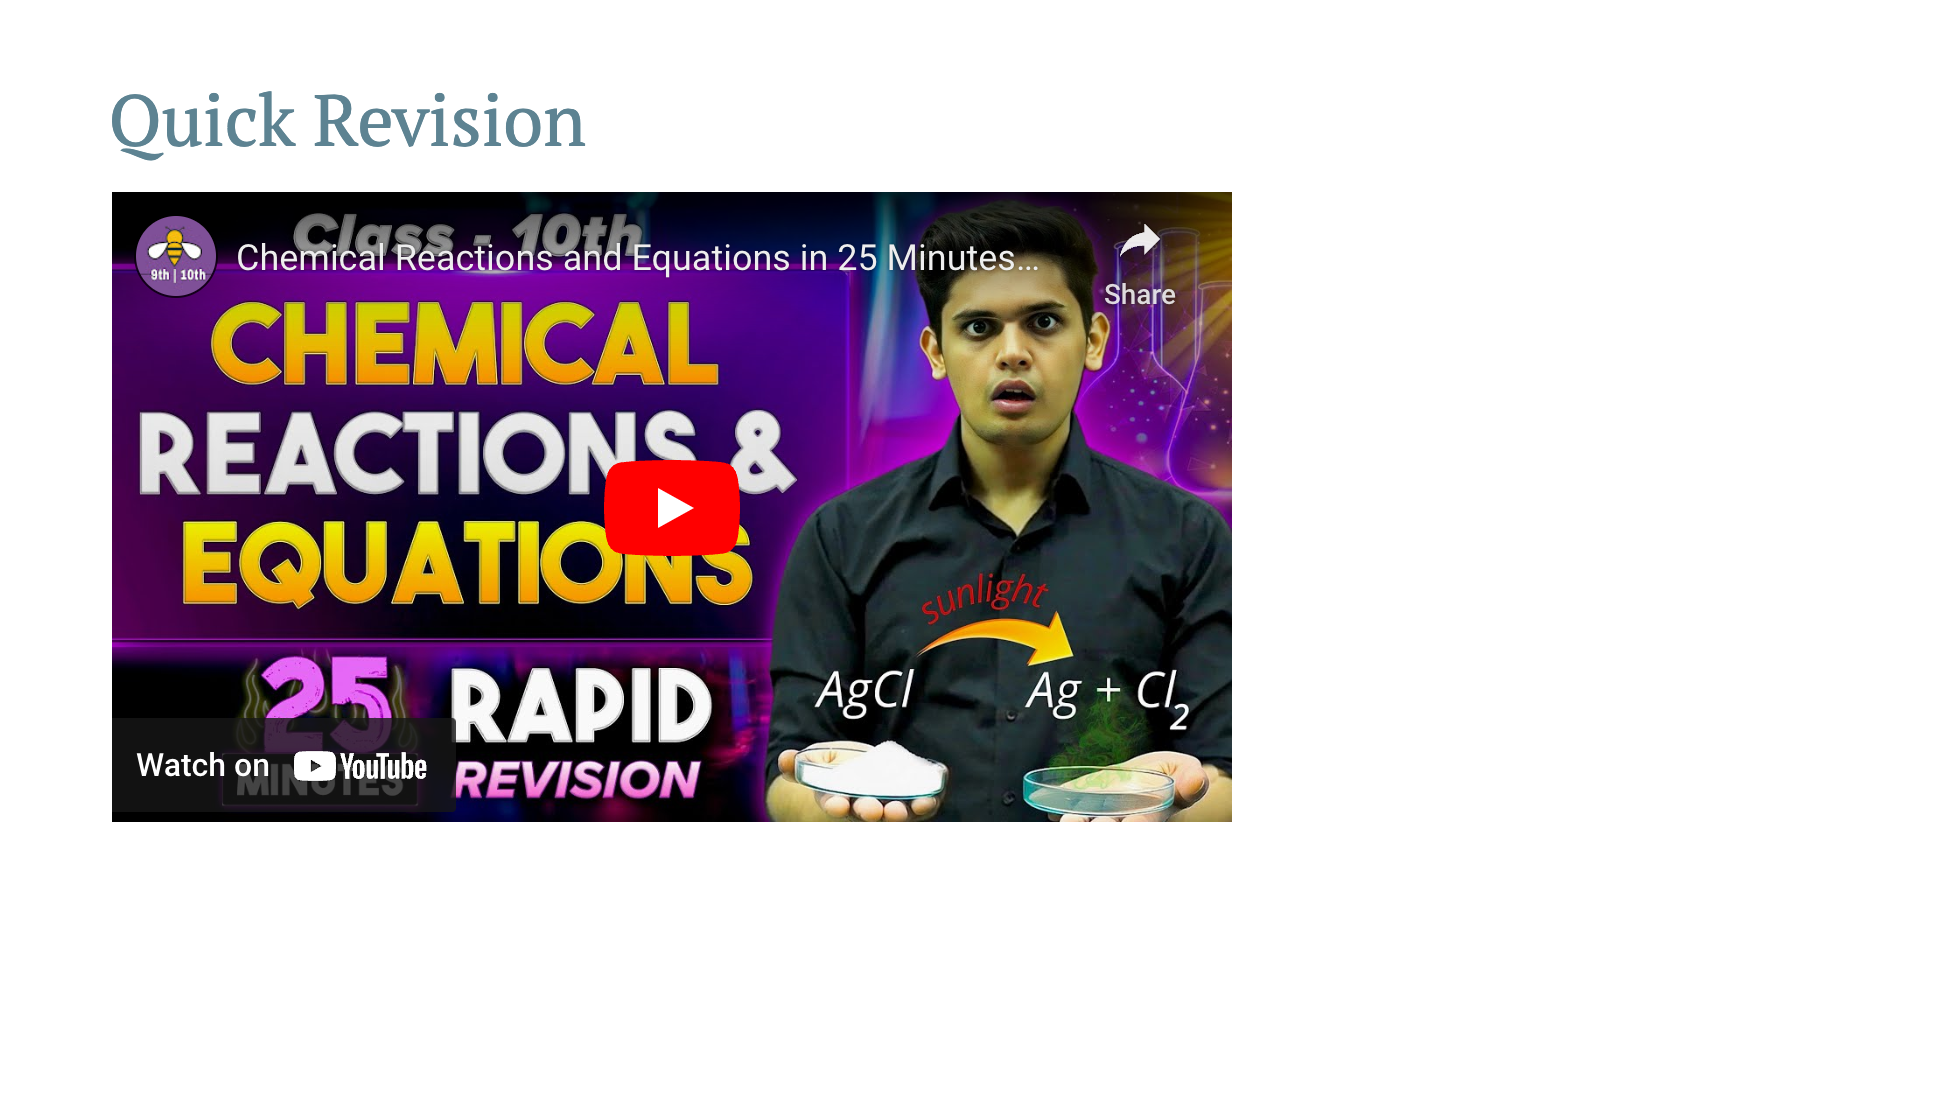 Quick Revision
Class - 10th
9th | 10th
Chemical Reactions and Equations in 25 Minutes...
Share
CHEMICAL
REACTIONS &
EQUATIONS
sunlight
AgCl
Ag + Cl2
25 RAPID
MINUTES REVISION
Watch on YouTube